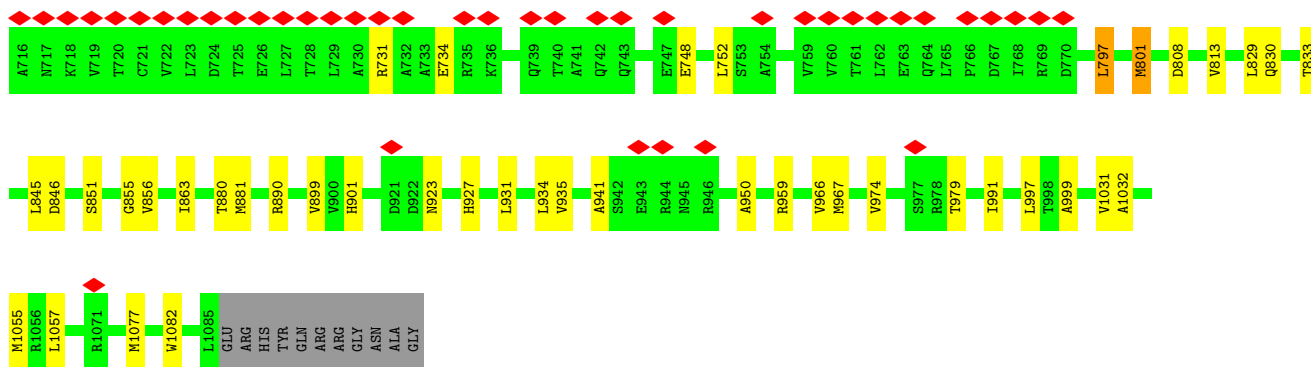 A716 N717 K718 V719 T720 C721 V722 L723 D724 T725 E726 L727 T728 L729 A730 R731 A732 A733 E734 R735 K736 Q739 T740 A741 Q742 Q743 E747 E748 L752 S753 A754 V759 V760 T761 L762 E763 Q764 L765 P766 D767 I768 R769 D770 L797 M801 D808 V813 L829 Q830 T833
L845 D846 S851 G855 V856 I863 T880 M881 R890 V899 V900 H901 D921 D922 N923 H927 L931 L934 V935 A941 S942 E943 R944 N945 R946 A950 R959 V966 M967 V974 S977 R978 T979 I991 L997 T998 A999 V1031 A1032
M1055 R1056 L1057 R1071 M1077 W1082 L1085 GLU ARG HIS TYR GLN ARG ARG GLY ASN ALA GLY